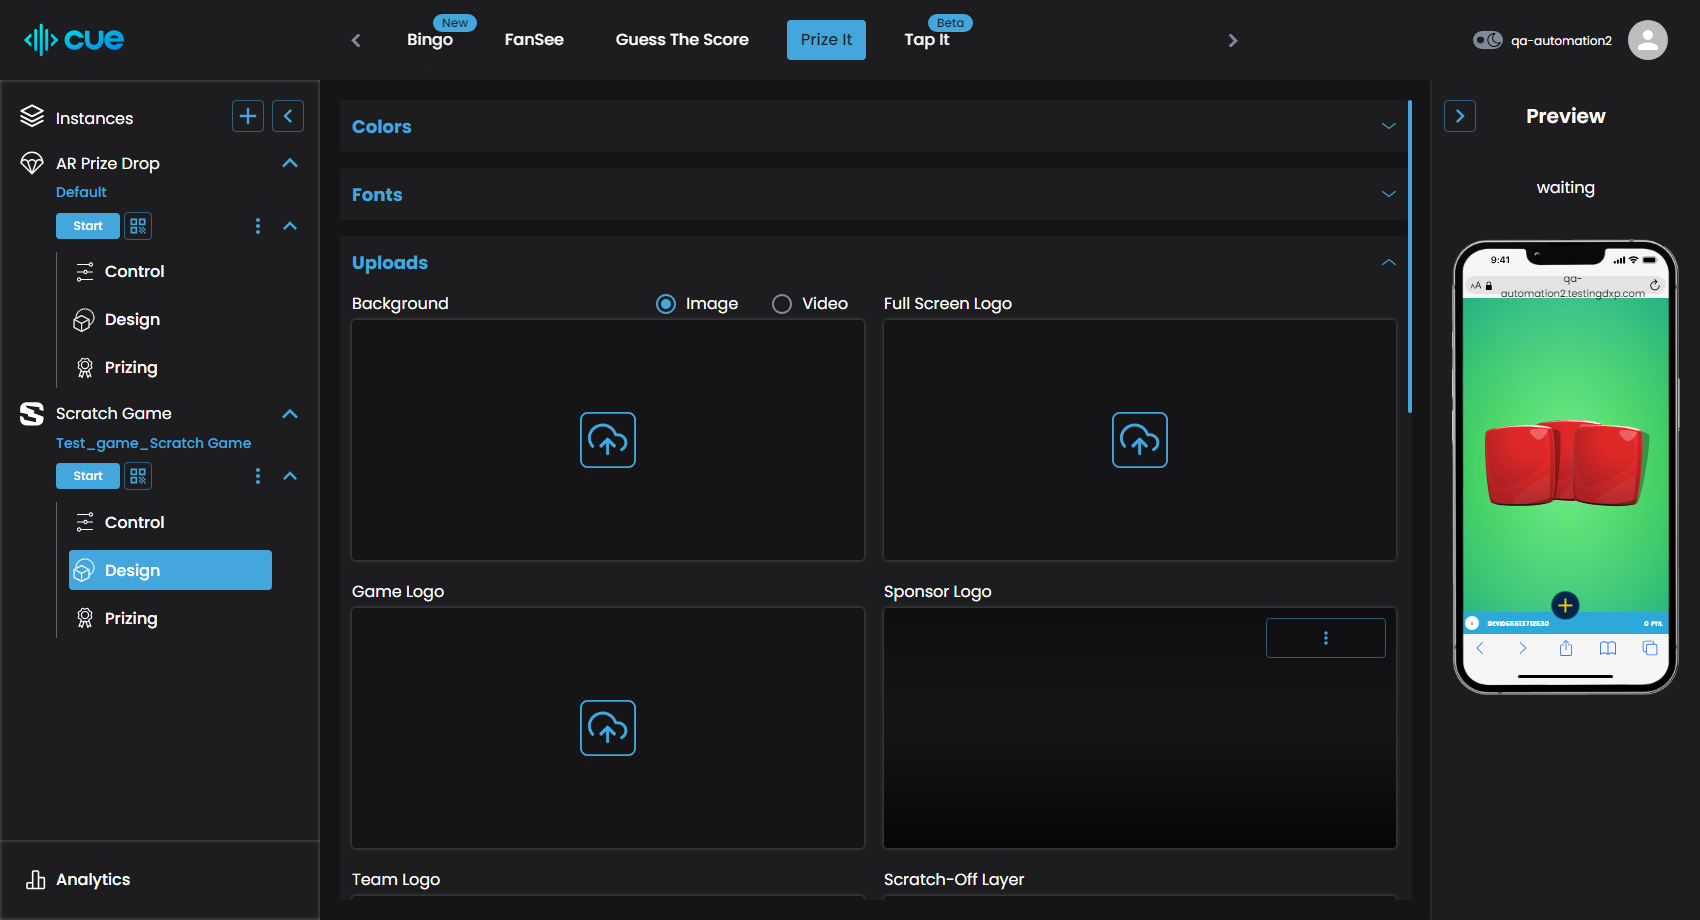 cue
New
Bingo
FanSee
Guess The Score
Prize It
Beta
Tap It
qa-automation2
Instances
AR Prize Drop
Default
Start
Control
Design
Prizing
Scratch Game
Test_game_Scratch Game
Start
Control
Design
Prizing
Analytics
Colors
Fonts
Uploads
Background
Image
Video
Full Screen Logo
Game Logo
Sponsor Logo
Team Logo
Scratch-Off Layer
Preview
waiting
9:41
AA
qa-
automation2.testingdxp.com
0 PTS.